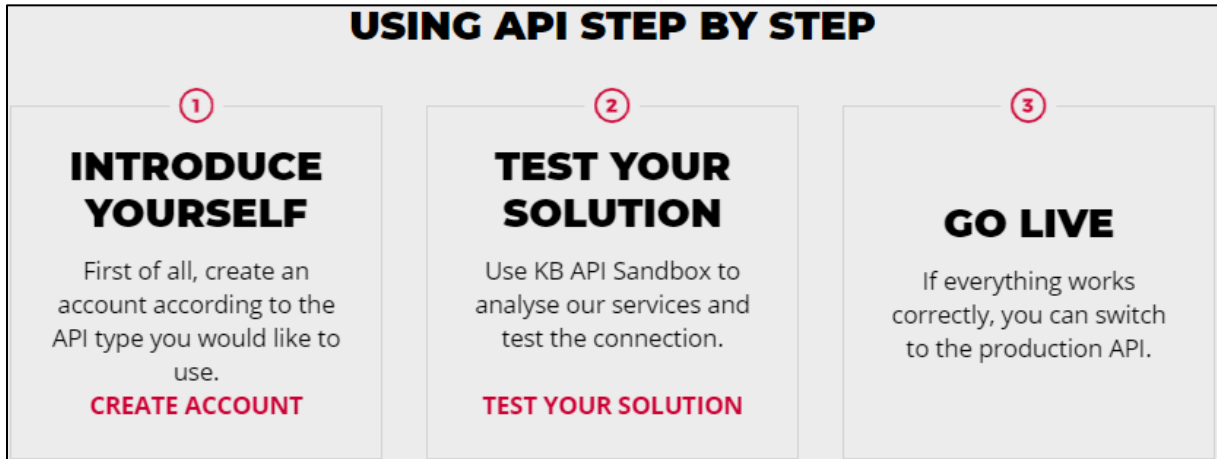 USING API STEP BY STEP
1
INTRODUCE
YOURSELF
First of all, create an
account according to the
API type you would like to
use.
CREATE ACCOUNT
2
TEST YOUR
SOLUTION
Use KB API Sandbox to
analyse our services and
test the connection.
TEST YOUR SOLUTION
3
GO LIVE
If everything works
correctly, you can switch
to the production API.